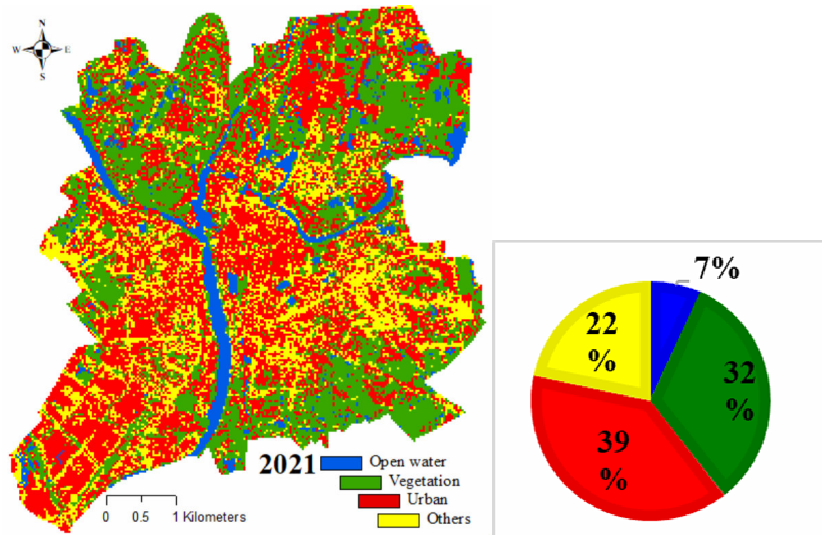 N
W E
S
7%
22
%
32
%
39
%
2021 Open water
Vegetation
Urban
Others
0 0.5 1 Kilometers